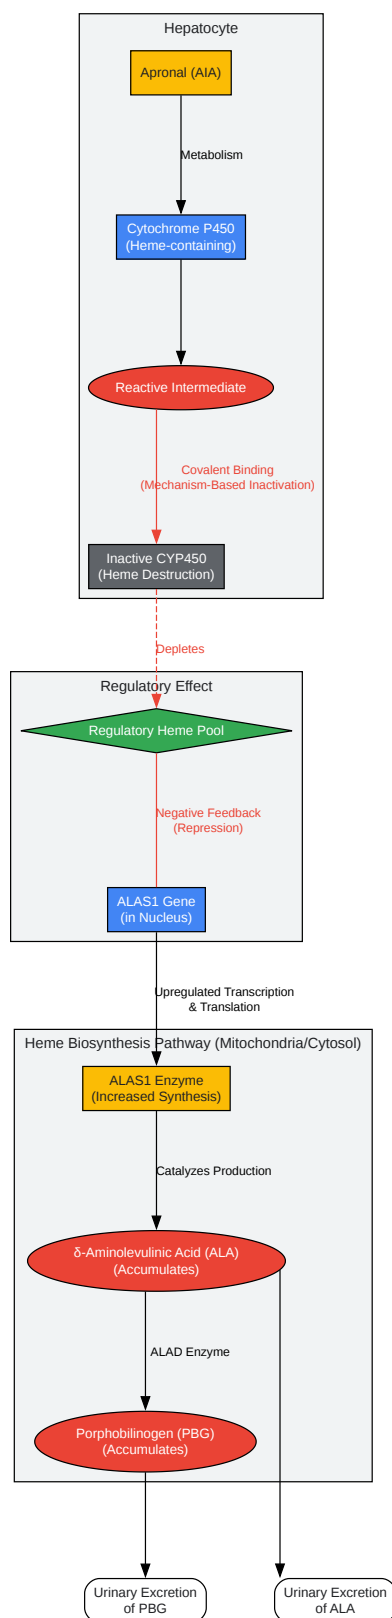 Hepatocyte
Apronal (AIA)
Metabolism
Cytochrome P450
(Heme-containing)
Reactive Intermediate
Covalent Binding
(Mechanism-Based Inactivation)
Inactive CYP450
(Heme Destruction)
Depletes
Regulatory Effect
Regulatory Heme Pool
Negative Feedback
(Repression)
ALAS1 Gene
(in Nucleus)
Upregulated Transcription
& Translation
Heme Biosynthesis Pathway (Mitochondria/Cytosol)
ALAS1 Enzyme
(Increased Synthesis)
Catalyzes Production
δ-Aminolevulinic Acid (ALA)
(Accumulates)
ALAD Enzyme
Porphobilinogen (PBG)
(Accumulates)
Urinary Excretion
of PBG
Urinary Excretion
of ALA